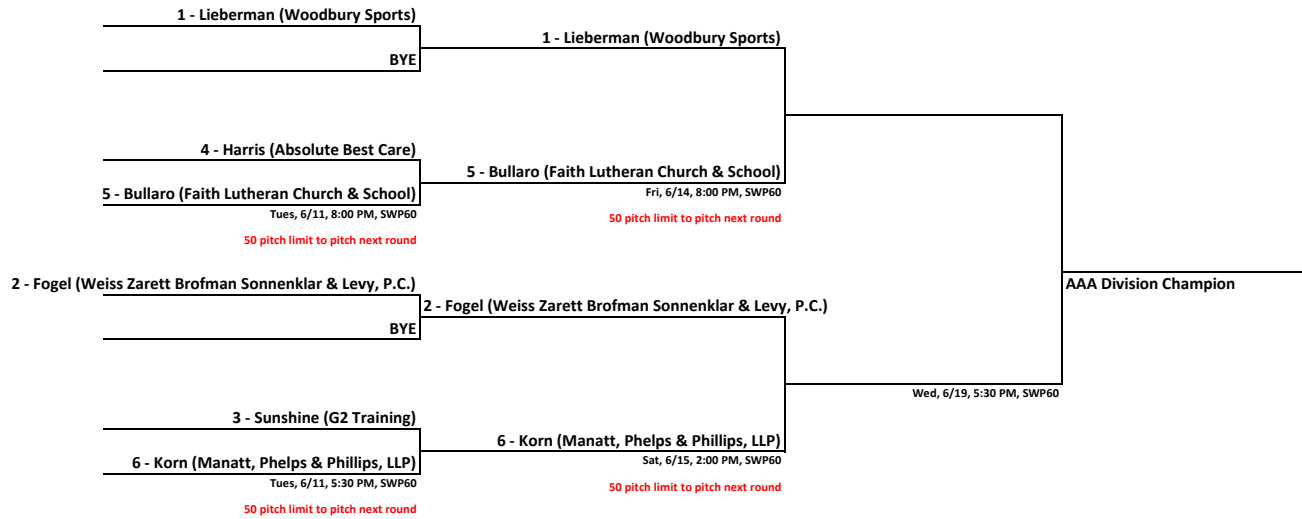 1 - Lieberman (Woodbury Sports)
1 - Lieberman (Woodbury Sports)
BYE
4 - Harris (Absolute Best Care)
5 - Bullaro (Faith Lutheran Church & School)
5 - Bullaro (Faith Lutheran Church & School)
Fri, 6/14, 8:00 PM, SWP60
Tues, 6/11, 8:00 PM, SWP60
50 pitch limit to pitch next round
50 pitch limit to pitch next round
2 - Fogel (Weiss Zarett Brofman Sonnenklar & Levy, P.C.)
AAA Division Champion
2 - Fogel (Weiss Zarett Brofman Sonnenklar & Levy, P.C.)
BYE
Wed, 6/19, 5:30 PM, SWP60
3 - Sunshine (G2 Training)
6 - Korn (Manatt, Phelps & Phillips, LLP)
6 - Korn (Manatt, Phelps & Phillips, LLP)
Sat, 6/15, 2:00 PM, SWP60
Tues, 6/11, 5:30 PM, SWP60
50 pitch limit to pitch next round
50 pitch limit to pitch next round